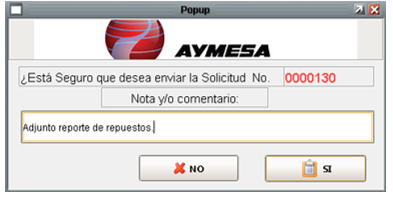 Popup
AYMESA
¿Está Seguro que desea enviar la Solicitud No. 0000130
Nota y/o comentario:
Adjunto reporte de repuestos.
NO SI